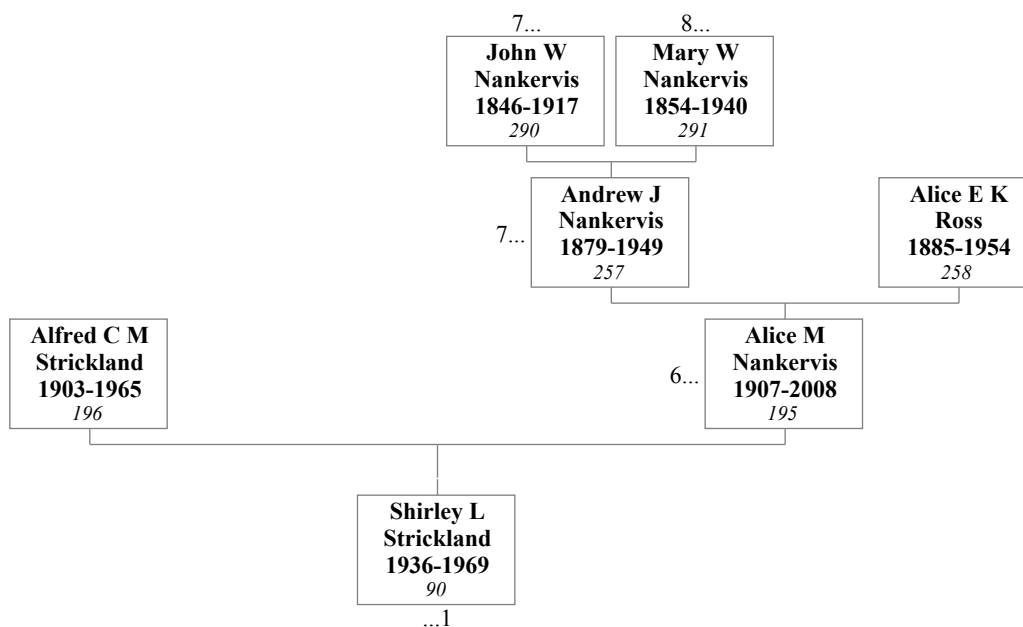 7...
John W
Nankervis
1846-1917
290
8...
Mary W
Nankervis
1854-1940
291
7...
Andrew J
Nankervis
1879-1949
257
Alice E K
Ross
1885-1954
258
Alfred C M
Strickland
1903-1965
196
6...
Alice M
Nankervis
1907-2008
195
Shirley L
Strickland
1936-1969
90
...1